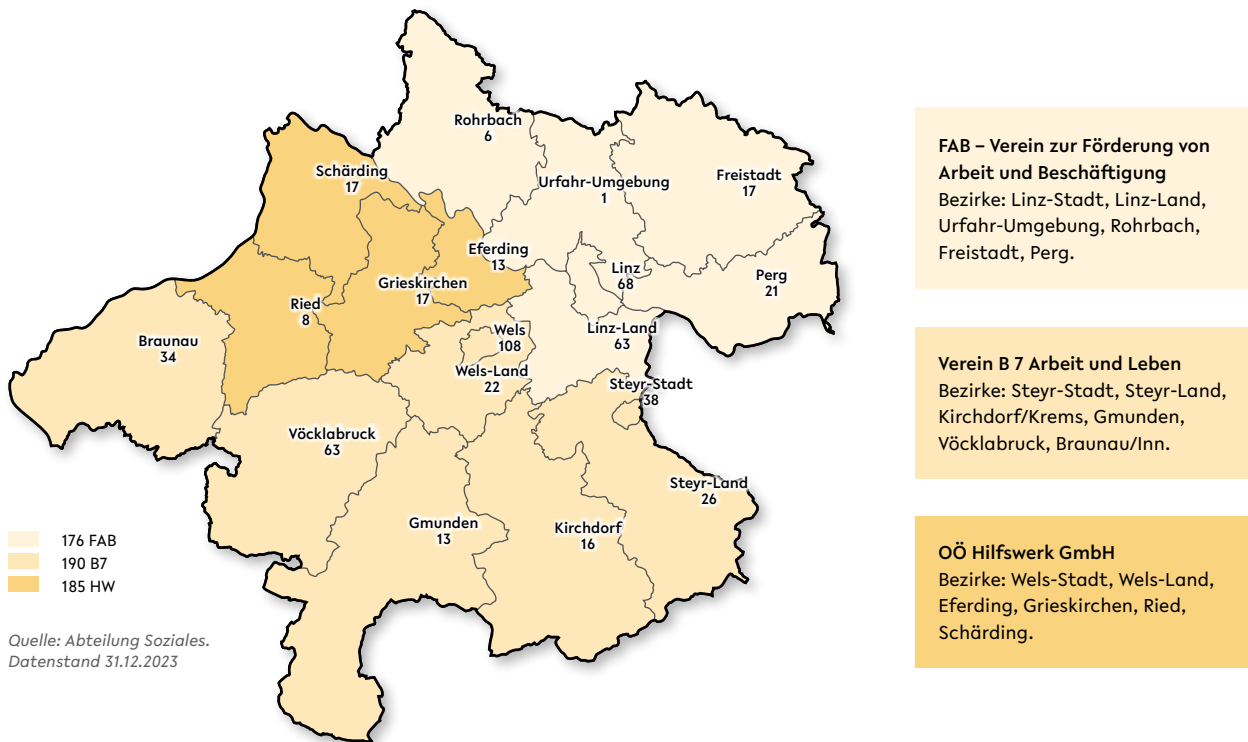 Rohrbach
6
Schärding
17
Urfahr-Umgebung
1
Freistadt
17
Eferding
13
Linz
68
Perg
21
Grieskirchen
17
Ried
8
Braunau
34
Wels
108
Linz-Land
63
Wels-Land
22
Steyr-Stadt
38
Vöcklabruck
63
Steyr-Land
26
Gmunden
13
Kirchdorf
16
176 FAB
190 B7
185 HW
Quelle: Abteilung Soziales.
Datenstand 31.12.2023
FAB – Verein zur Förderung von
Arbeit und Beschäftigung
Bezirke: Linz-Stadt, Linz-Land,
Urfahr-Umgebung, Rohrbach,
Freistadt, Perg.
Verein B 7 Arbeit und Leben
Bezirke: Steyr-Stadt, Steyr-Land,
Kirchdorf/Krems, Gmunden,
Vöcklabruck, Braunau/Inn.
OÖ Hilfswerk GmbH
Bezirke: Wels-Stadt, Wels-Land,
Eferding, Grieskirchen, Ried,
Schärding.